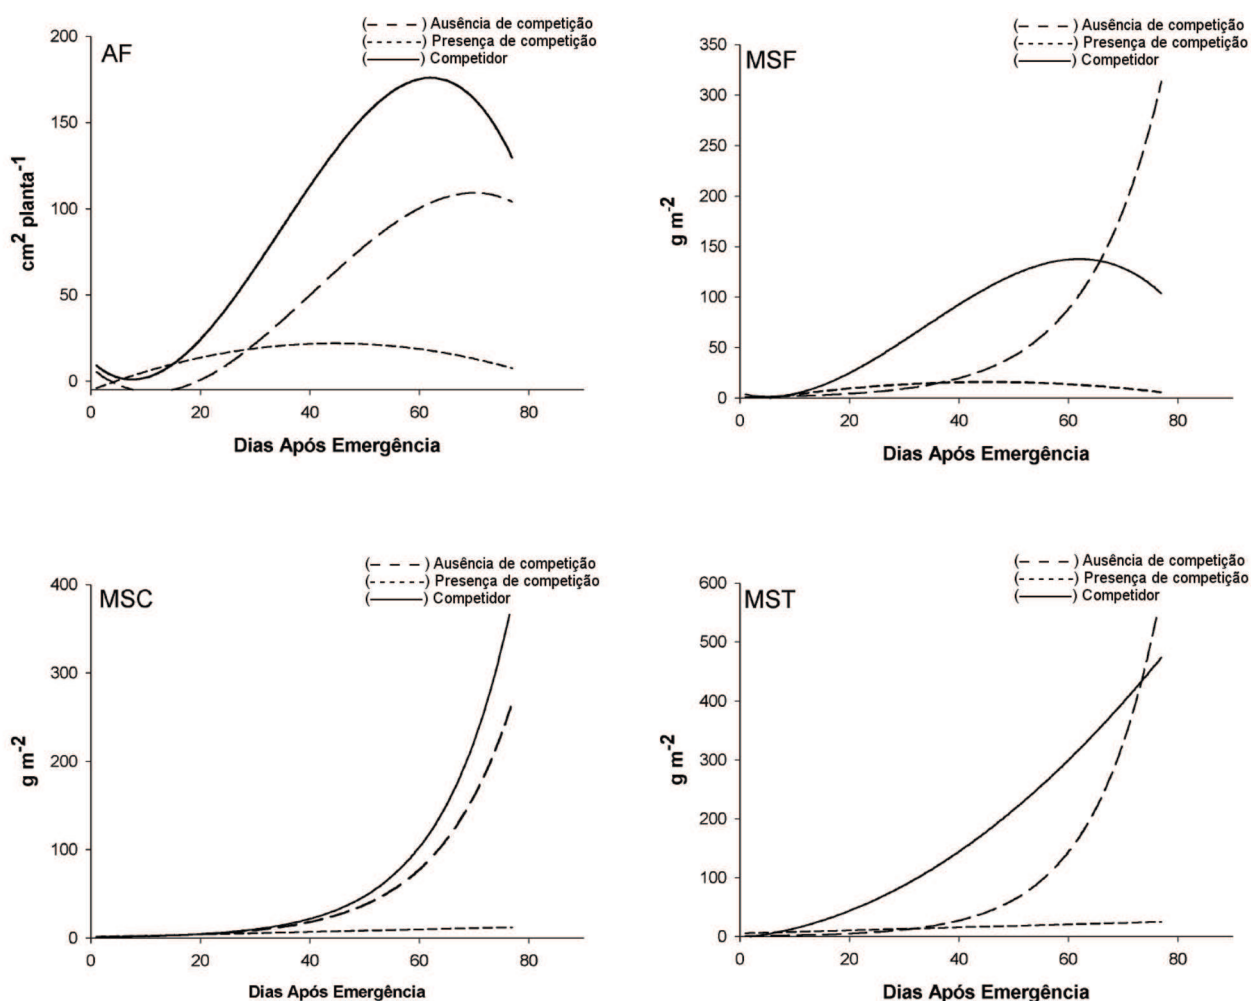 AF
(— — —) Ausência de competição
(-------) Presença de competição
(———) Competidor
200
150
100
50
0
cm² planta⁻¹
0 20 40 60 80
Dias Após Emergência
MSF
(— — —) Ausência de competição
(-------) Presença de competição
(———) Competidor
350
300
250
200
150
100
50
0
g m⁻²
0 20 40 60 80
Dias Após Emergência
MSC
(— — —) Ausência de competição
(-------) Presença de competição
(———) Competidor
400
300
200
100
0
g m⁻²
0 20 40 60 80
Dias Após Emergência
MST
(— — —) Ausência de competição
(-------) Presença de competição
(———) Competidor
600
500
400
300
200
100
0
g m⁻²
0 20 40 60 80
Dias Após Emergência